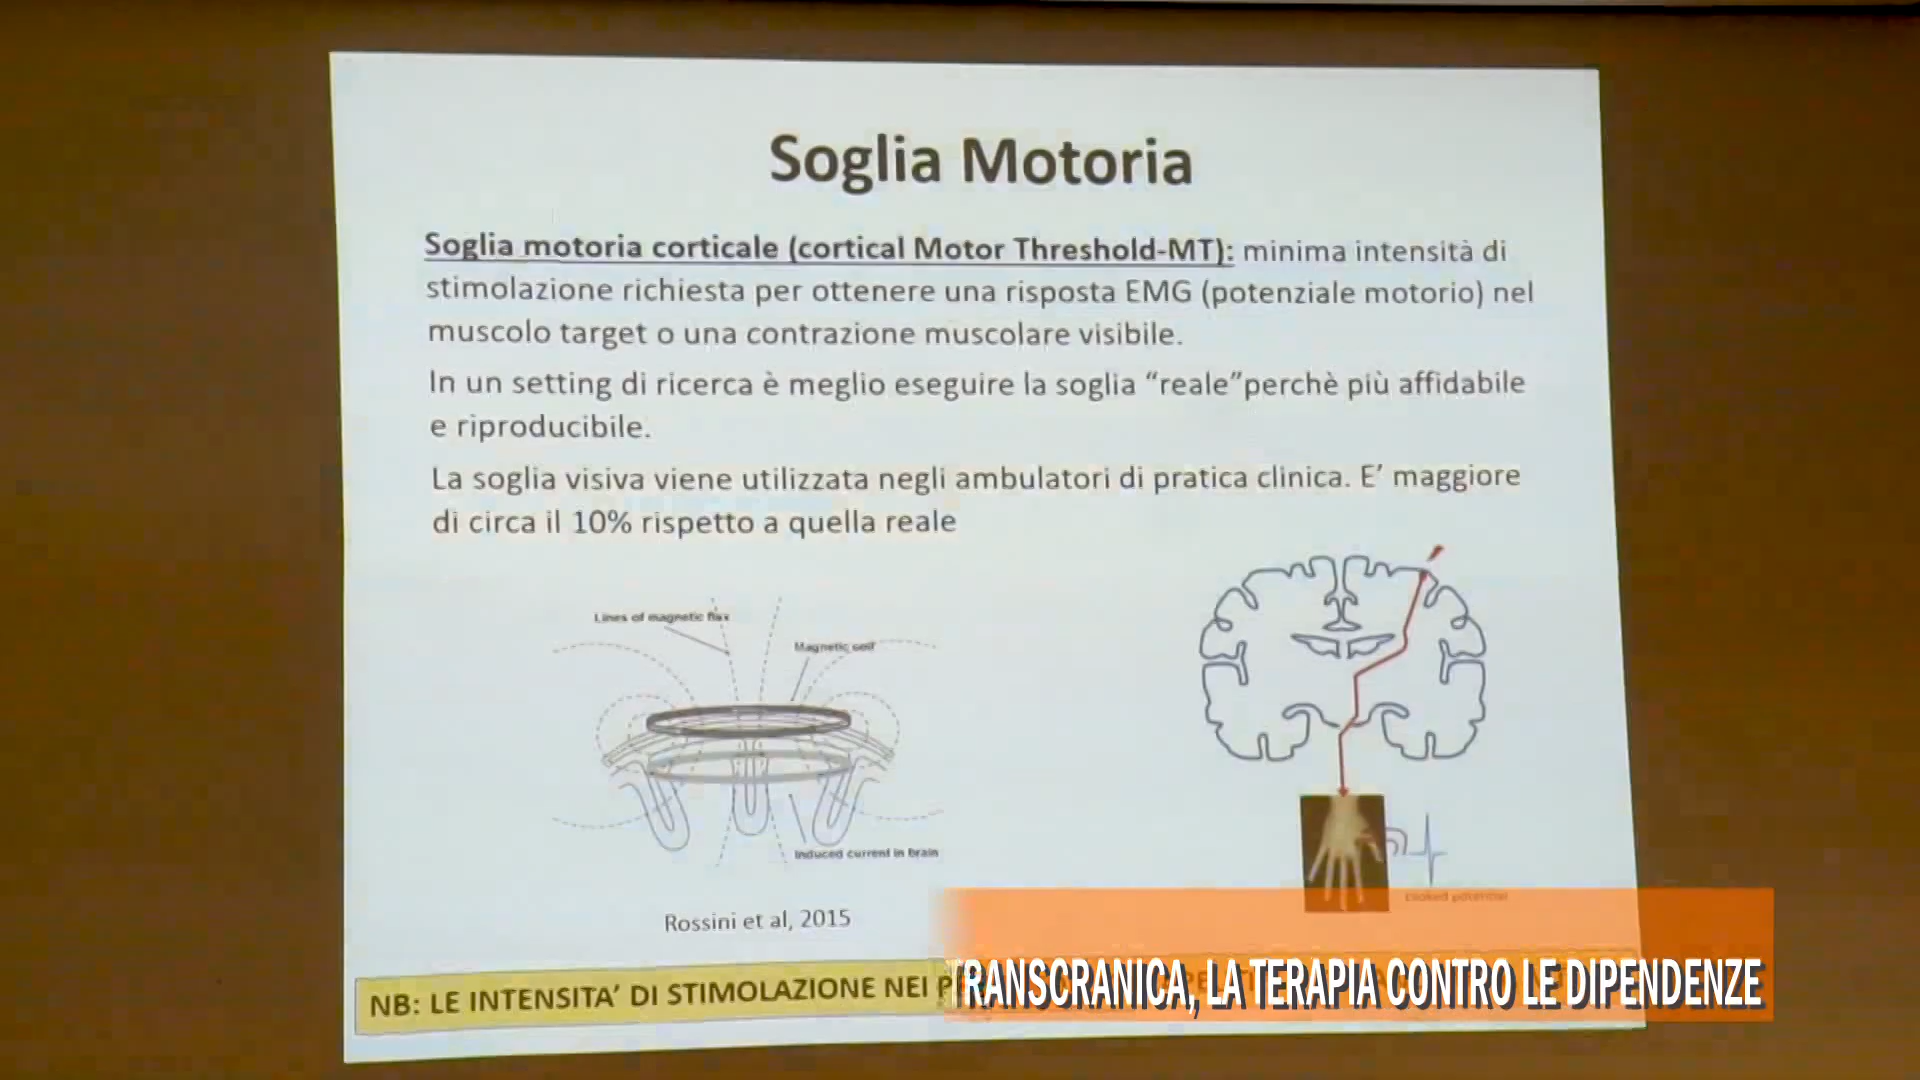 Soglia Motoria
Soglia motoria corticale (cortical Motor Threshold-MT): minima intensità di
stimolazione richiesta per ottenere una risposta EMG (potenziale motorio) nel
muscolo target o una contrazione muscolare visibile.
In un setting di ricerca è meglio eseguire la soglia “reale”perchè più affidabile
e riproducibile.
La soglia visiva viene utilizzata negli ambulatori di pratica clinica. E’ maggiore
di circa il 10% rispetto a quella reale
Lines of magnetic flux
Magnetic coil
Induced current in brain
Rossini et al, 2015
NB: LE INTENSITA’ DI STIMOLAZIONE NEI
RANSCRANICA, LA TERAPIA CONTRO LE DIPENDENZE